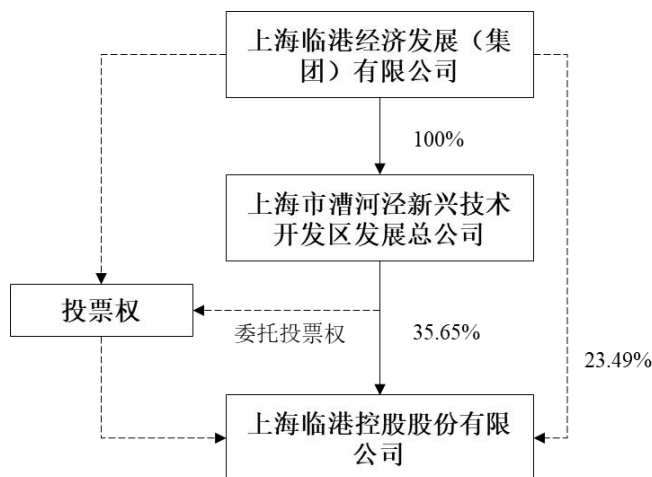 上海临港经济发展（集
团）有限公司
100%
上海市漕河泾新兴技术
开发区发展总公司
投票权
委托投票权
35.65%
23.49%
上海临港控股股份有限
公司